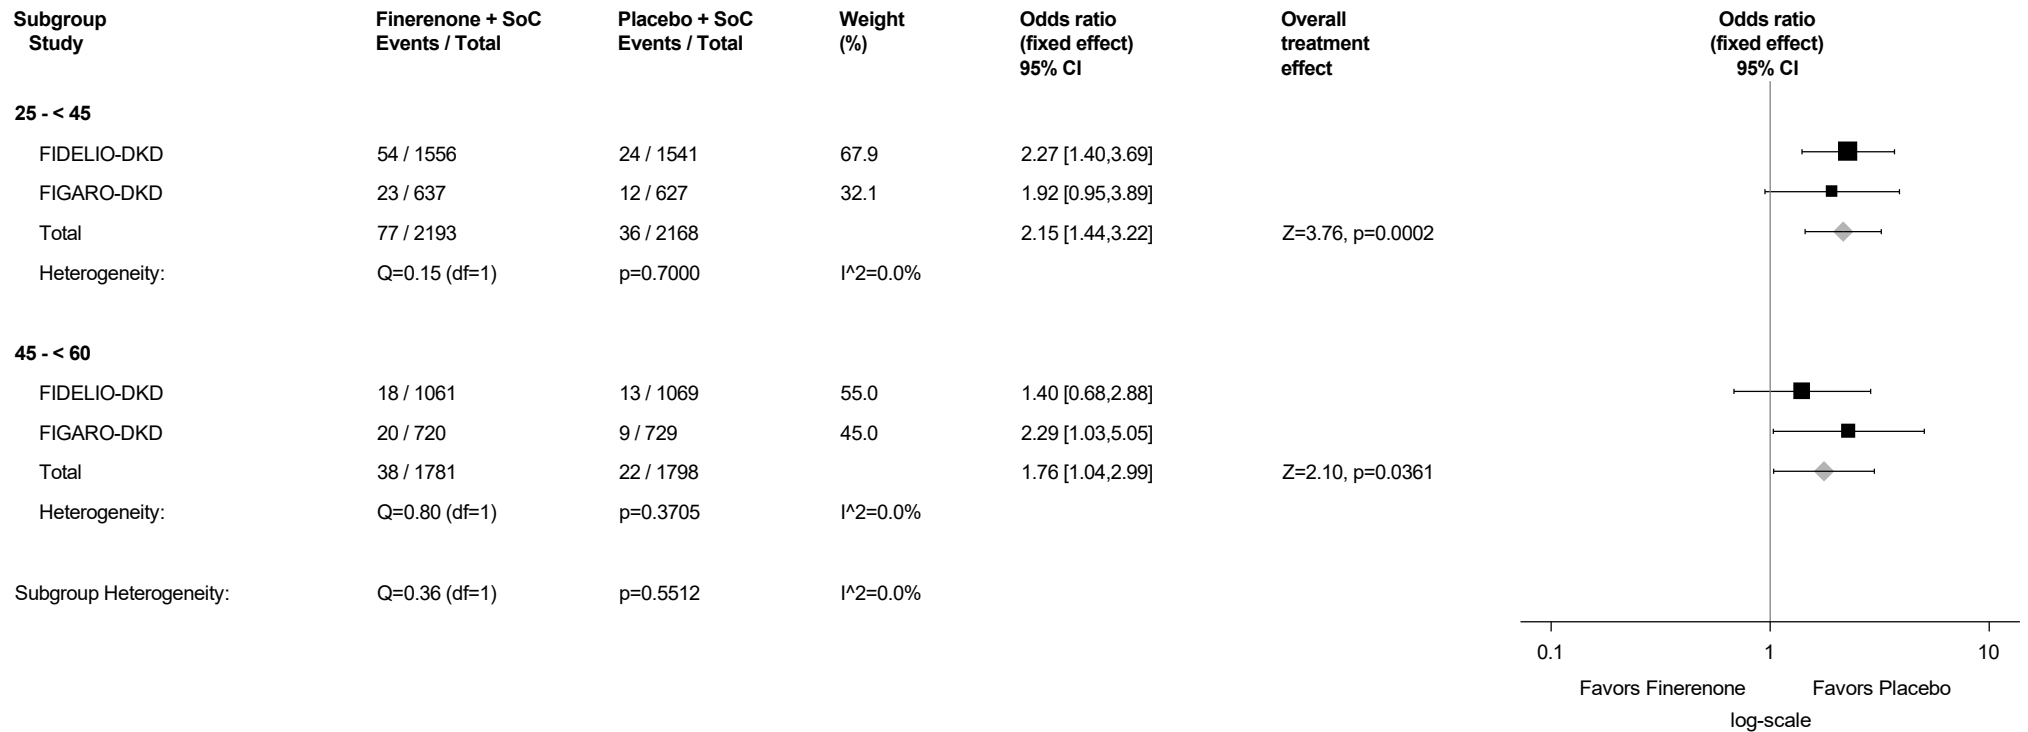 Subgroup Finerenone + SoC Placebo + SoC Weight Odds ratio Overall Odds ratio
Study Events / Total Events / Total (%) (fixed effect) treatment (fixed effect)
95% CI effect 95% CI
25 - < 45
FIDELIO-DKD 54 / 1556 24 / 1541 67.9 2.27 [1.40,3.69]
FIGARO-DKD 23 / 637 12 / 627 32.1 1.92 [0.95,3.89]
Total 77 / 2193 36 / 2168 2.15 [1.44,3.22] Z=3.76, p=0.0002
Heterogeneity: Q=0.15 (df=1) p=0.7000 I^2=0.0%
45 - < 60
FIDELIO-DKD 18 / 1061 13 / 1069 55.0 1.40 [0.68,2.88]
FIGARO-DKD 20 / 720 9 / 729 45.0 2.29 [1.03,5.05]
Total 38 / 1781 22 / 1798 1.76 [1.04,2.99] Z=2.10, p=0.0361
Heterogeneity: Q=0.80 (df=1) p=0.3705 I^2=0.0%
Subgroup Heterogeneity: Q=0.36 (df=1) p=0.5512 I^2=0.0%
0.1 1 10
Favors Finerenone Favors Placebo
log-scale